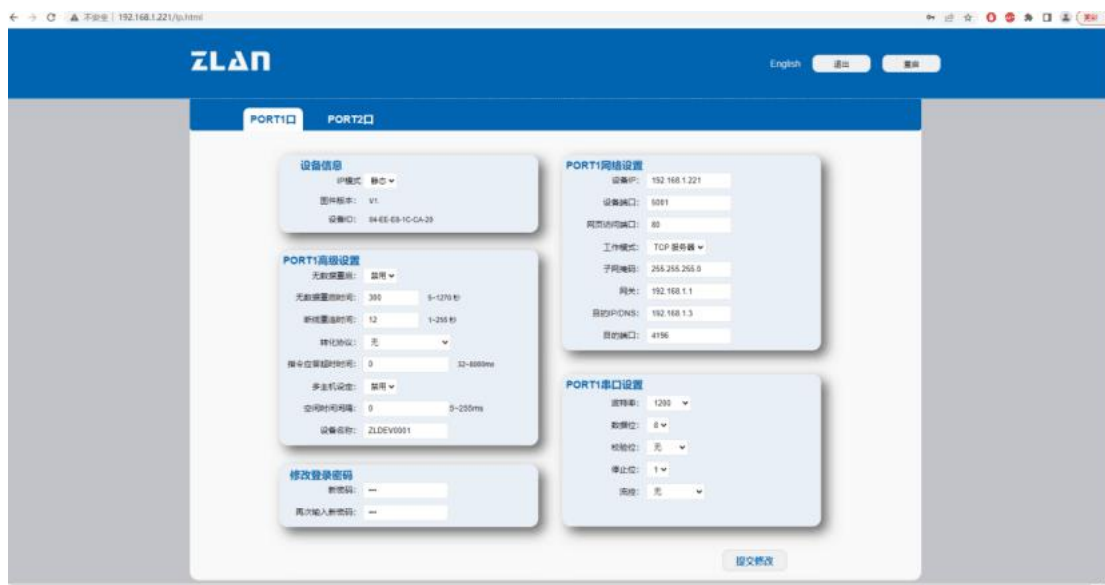 不安全 | 192.168.1.221/ip.html
更新
ZLAN
English 退出 重启
PORT1口 PORT2口
设备信息
IP模式 静态
固件版本: V1.
设备ID:
PORT1高级设置
无数据重启: 禁用
无数据重启时间: 300 5~1270 秒
断线重连时间: 12 1~255 秒
转化协议: 无
指令应答超时时间: 0 32~8000ms
多主机设定: 禁用
空闲时间间隔: 0 5~255ms
设备名称: ZLDEV0001
修改登录密码
新密码:
再次输入新密码:
PORT1网络设置
设备IP: 192.168.1.221
设备端口: 5001
网页访问端口: 80
工作模式: TCP 服务器
子网掩码: 255.255.255.0
网关: 192.168.1.1
目的IP/DNS: 192.168.1.3
目的端口: 4196
PORT1串口设置
波特率: 1200
数据位: 8
校验位: 无
停止位: 1
流控: 无
提交修改